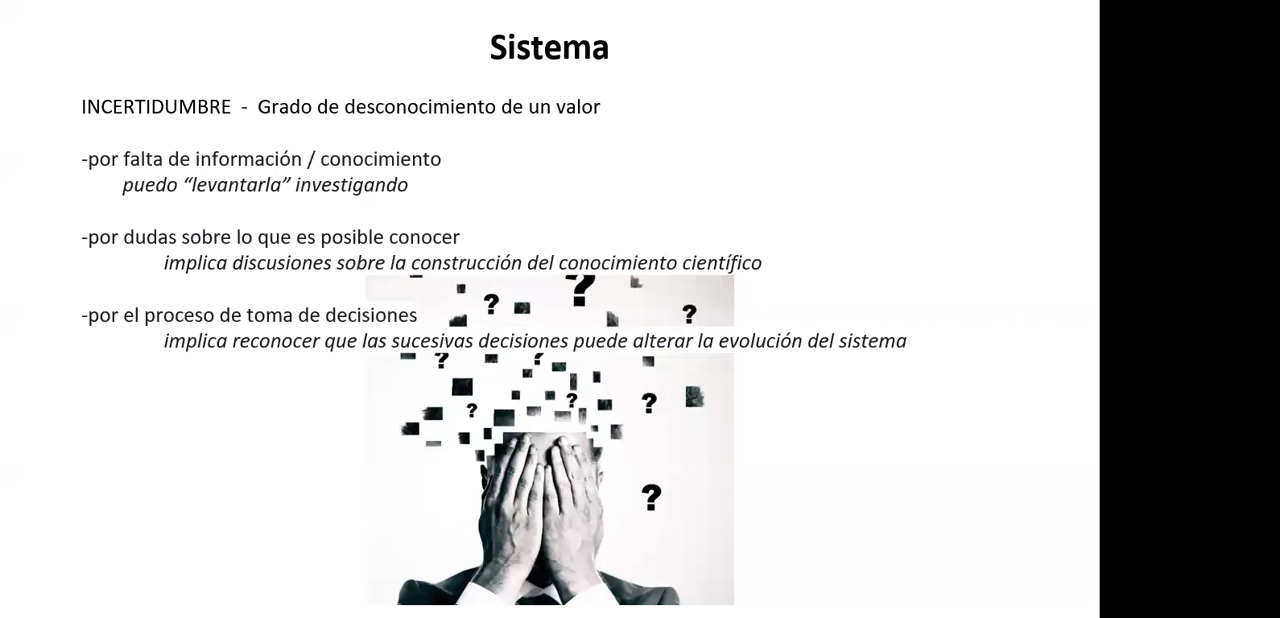 Sistema
INCERTIDUMBRE - Grado de desconocimiento de un valor
-por falta de información / conocimiento
puedo “levantarla” investigando
-por dudas sobre lo que es posible conocer
implica discusiones sobre la construcción del conocimiento científico
-por el proceso de toma de decisiones
implica reconocer que las sucesivas decisiones puede alterar la evolución del sistema